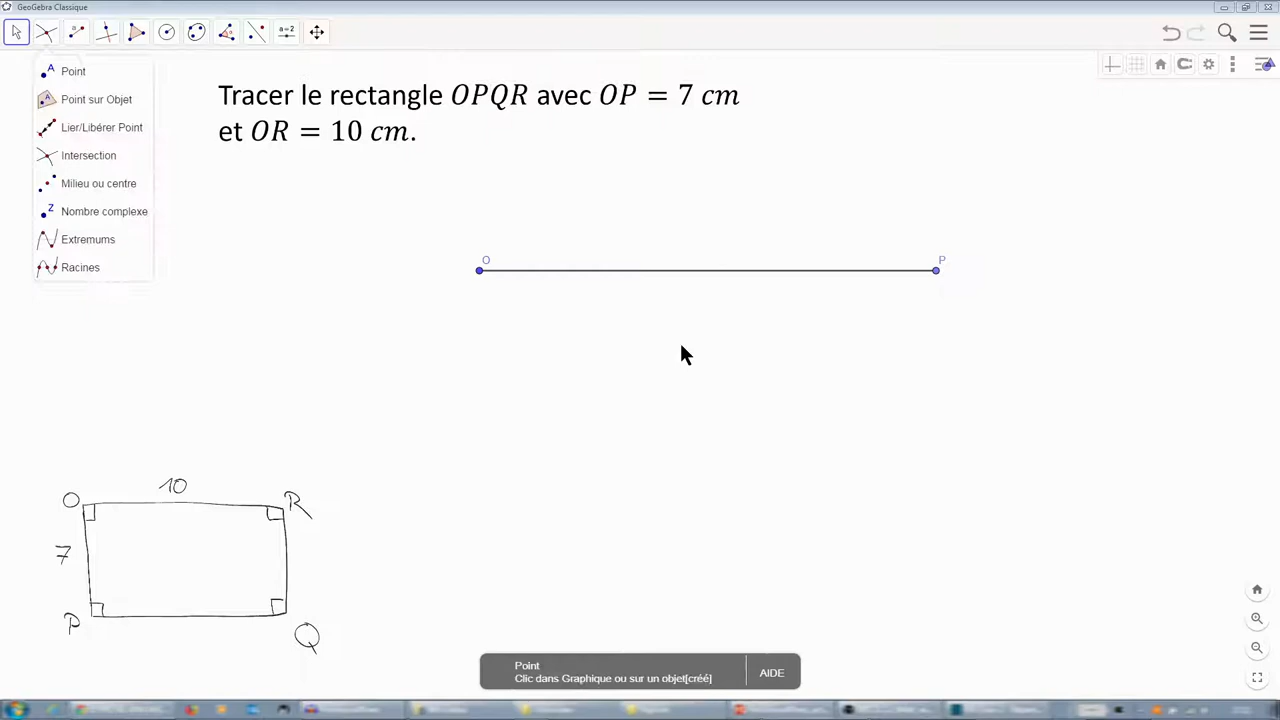 GeoGebra Classique
Point
Point sur Objet
Lier/Libérer Point
Intersection
Milieu ou centre
Nombre complexe
Extremums
Racines
Tracer le rectangle OPQR avec OP = 7 cm
et OR = 10 cm.
O
P
10
O
R
7
P
Q
Point
Clic dans Graphique ou sur un objet[créé]
AIDE